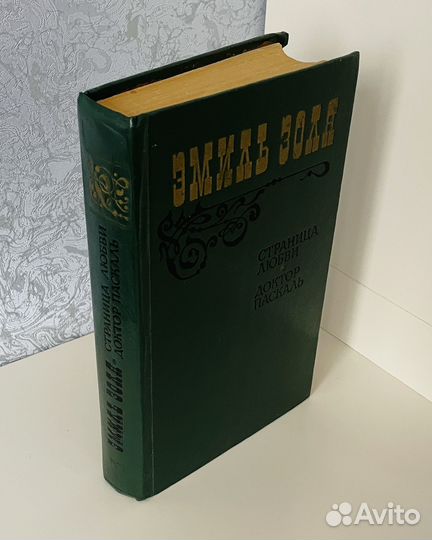 ЭМИЛЬ ЗОЛЯ
СТРАНИЦА
ЛЮБВИ
ДОКТОР
ПАСКАЛЬ
ЭМИЛЬ ЗОЛЯ
СТРАНИЦА ЛЮБВИ
ДОКТОР ПАСКАЛЬ
Avito